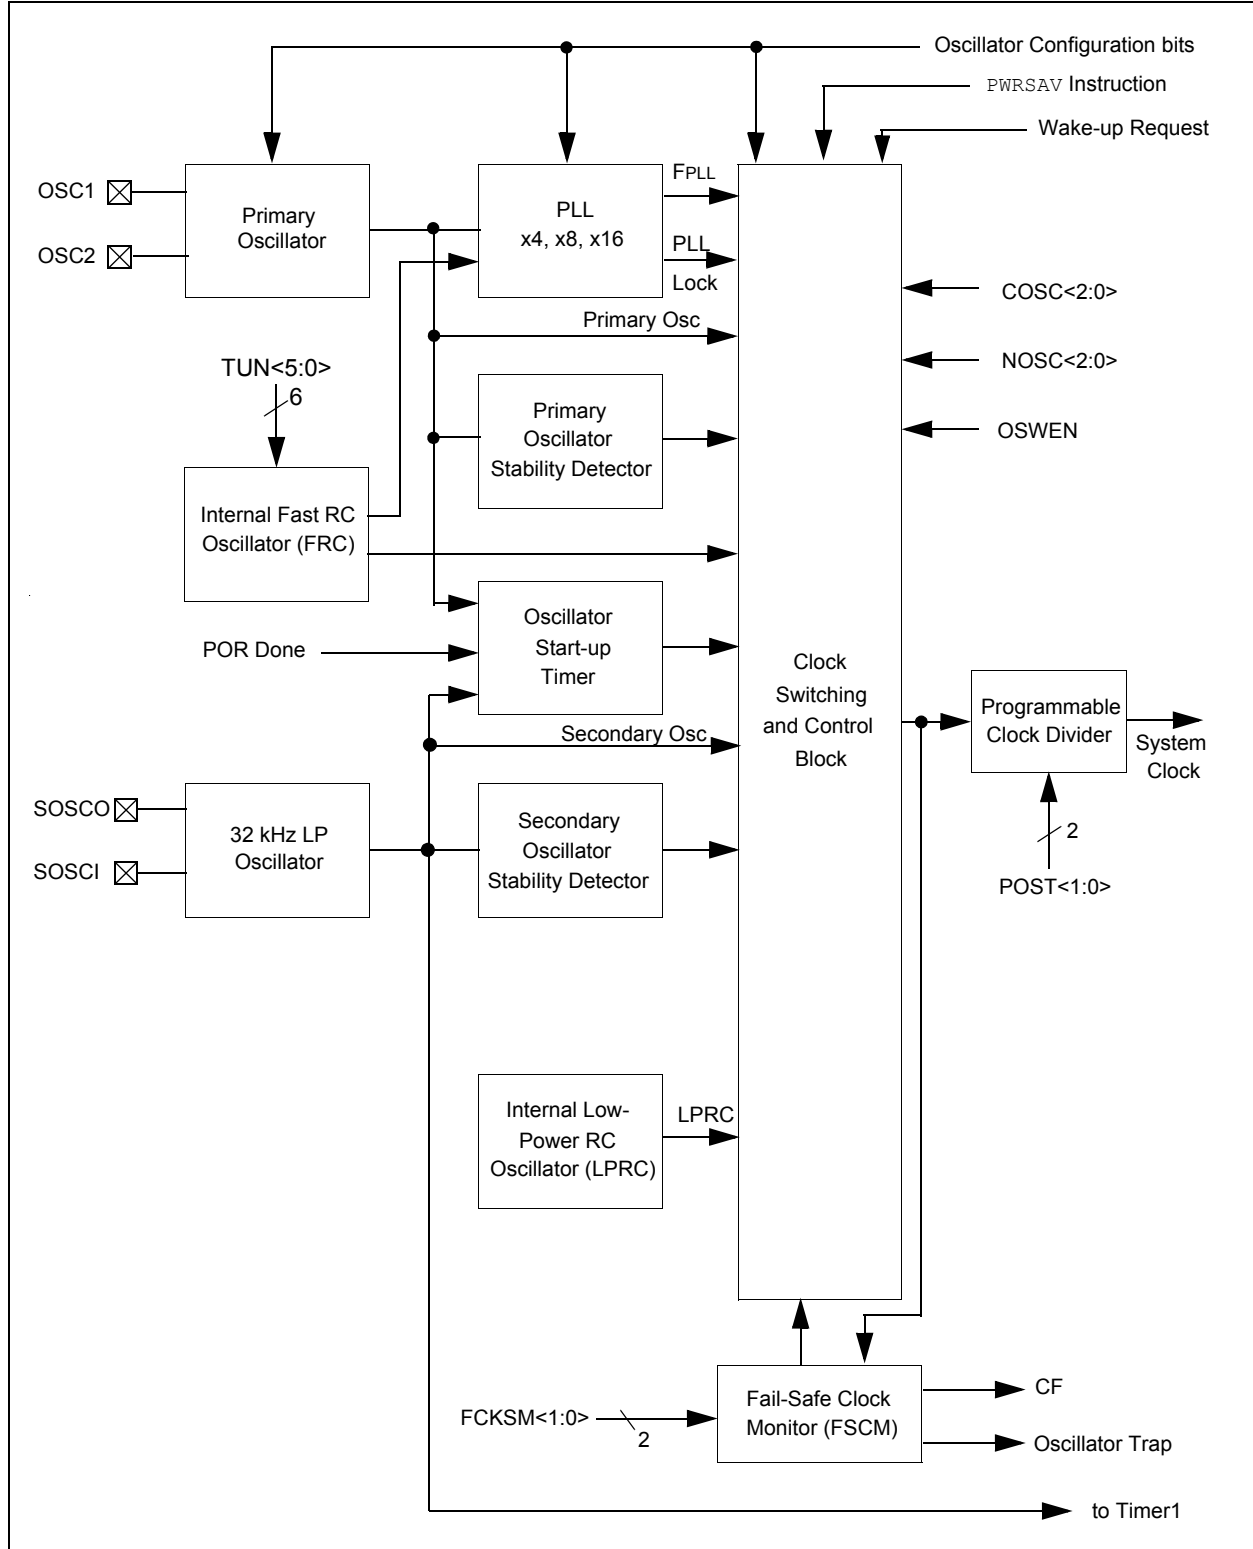 Oscillator Configuration bits
PWRSAV Instruction
Wake-up Request
OSC1
OSC2
Primary
Oscillator
PLL
x4, x8, x16
FPLL
PLL
Lock
Primary Osc
COSC<2:0>
NOSC<2:0>
OSWEN
TUN<5:0>
6
Primary
Oscillator
Stability Detector
Internal Fast RC
Oscillator (FRC)
Oscillator
Start-up
Timer
POR Done
Clock
Switching
and Control
Block
Programmable
Clock Divider
System
Clock
2
POST<1:0>
Secondary Osc
SOSCO
SOSCI
32 kHz LP
Oscillator
Secondary
Oscillator
Stability Detector
Internal Low-
Power RC
Oscillator (LPRC)
LPRC
FCKSM<1:0>
2
Fail-Safe Clock
Monitor (FSCM)
CF
Oscillator Trap
to Timer1